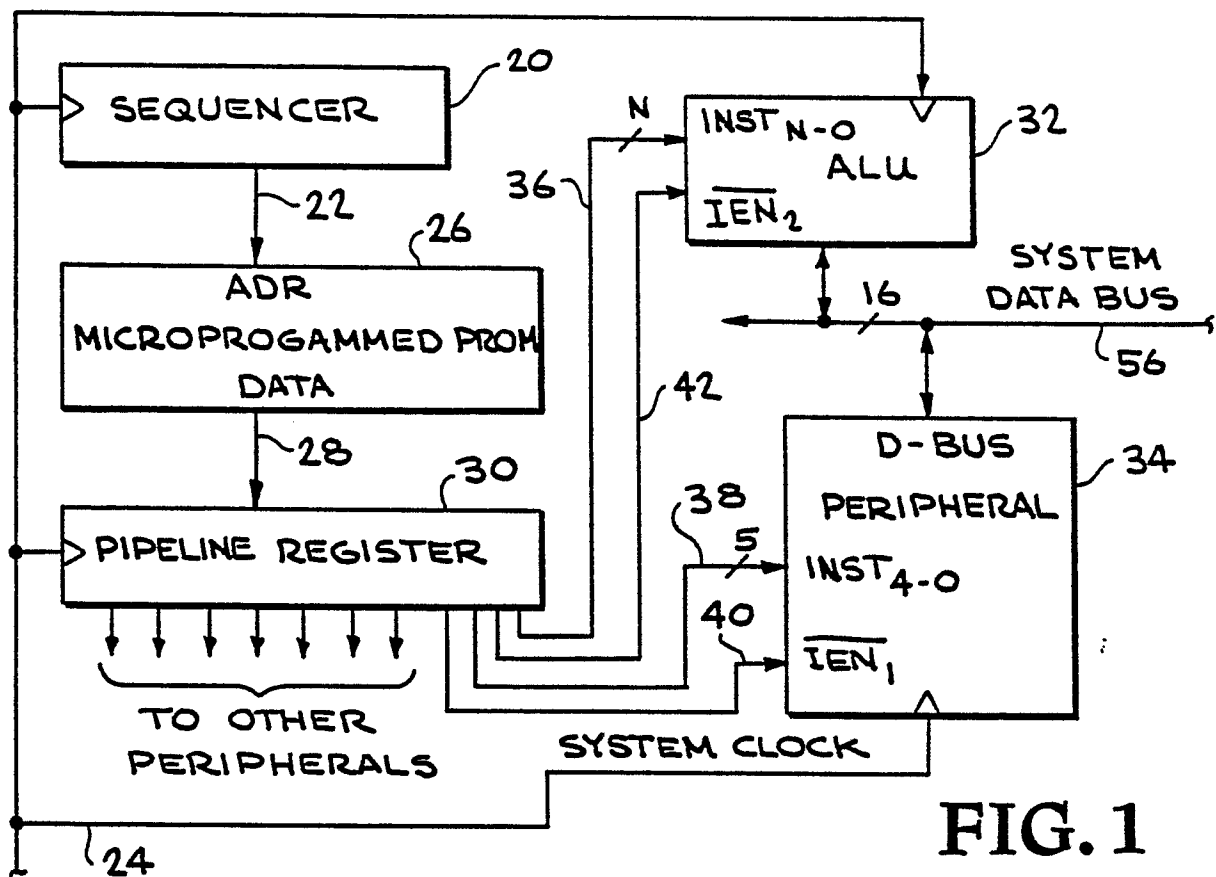 SEQUENCER
20
22
26
ADR
MICROPROGAMMED PROM
DATA
28
30
PIPELINE REGISTER
TO OTHER
PERIPHERALS
36
N
INST N-0
ALU
IEN2
32
42
16
SYSTEM
DATA BUS
56
D-BUS
PERIPHERAL
34
38
5
INST4-0
40
IEN1
SYSTEM CLOCK
24
FIG. 1